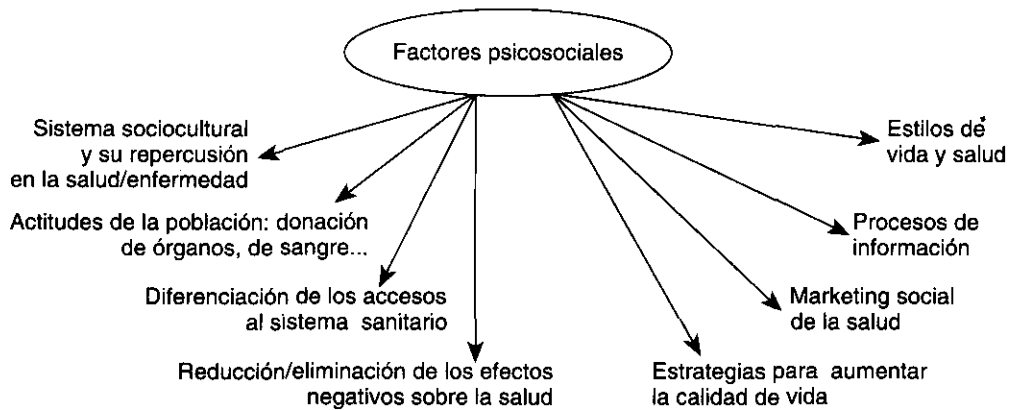 Factores psicosociales
Sistema sociocultural
y su repercusión
en la salud/enfermedad
Actitudes de la población: donación
de órganos, de sangre...
Diferenciación de los accesos
al sistema sanitario
Reducción/eliminación de los efectos
negativos sobre la salud
Estrategias para aumentar
la calidad de vida
Marketing social
de la salud
Procesos de
información
Estilos de
vida y salud